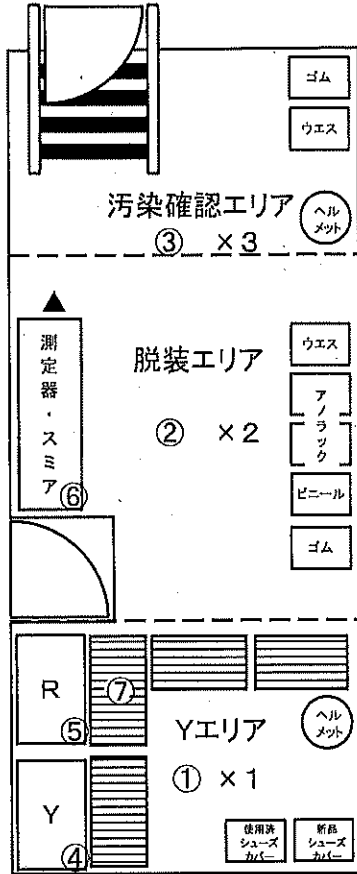 ゴム
ウエス
汚染確認エリア
ヘル
メット
③ ×3
測定器・スミア
⑥
脱装エリア
② ×2
ウエス
アノラック
ビニール
ゴム
R
⑤
⑦
Yエリア
ヘル
メット
① ×1
Y
④
使用済
シューズ
カバー
新品
シューズ
カバー